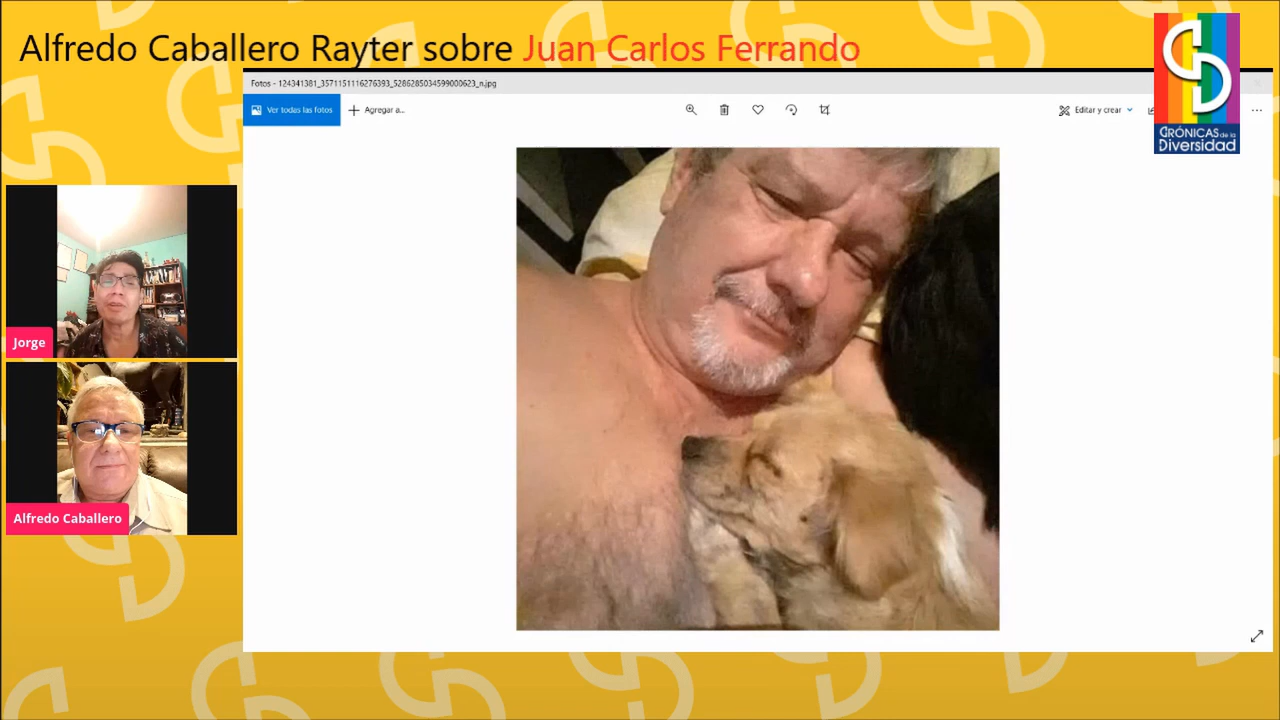 Alfredo Caballero Rayter sobre Juan Carlos Ferrando
Fotos - 124341381_3571151116276393_5286285034599000623_n.jpg
Ver todas las fotos
Agregar a...
Editar y crear
CRÓNICAS de la
Diversidad
Jorge
Alfredo Caballero